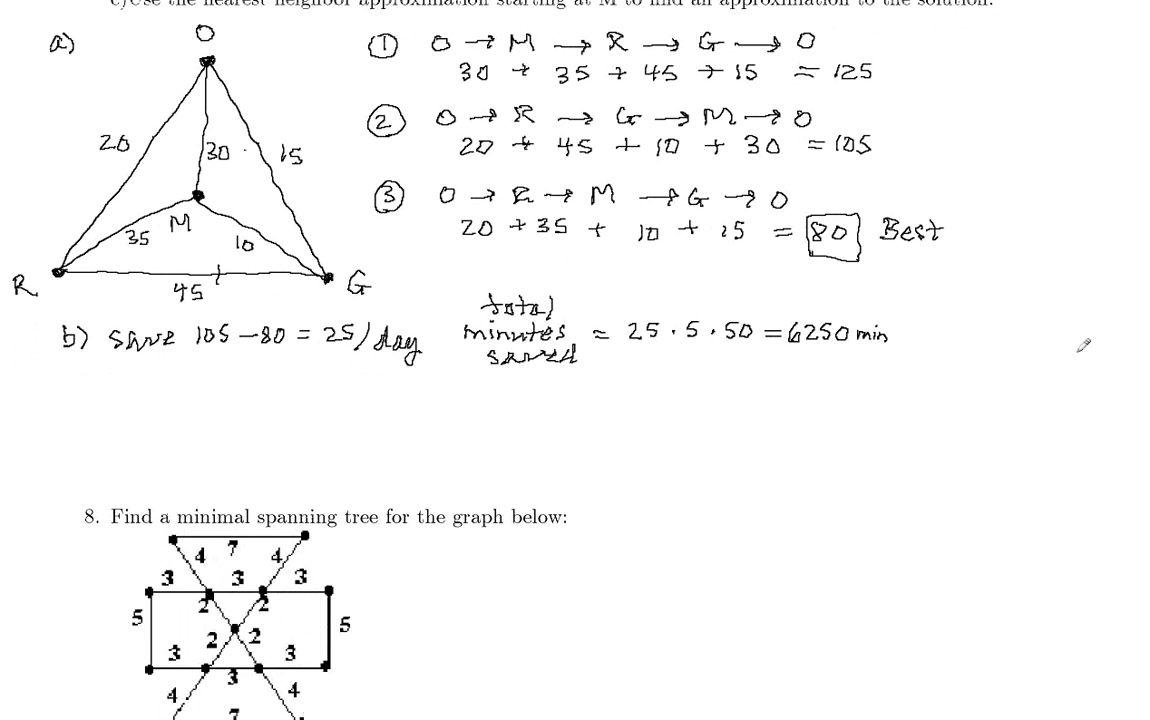 c) Use the nearest neighbor approximation starting at M to find an approximation to the solution.
a)
O
① O → M → R → G → O
30 + 35 + 45 + 15 = 125
② O → R → G → M → O
20 + 45 + 10 + 30 = 105
③ O → R → M → G → O
20 + 35 + 10 + 15 = 80 Best
20 30 15
M
35 10
R 45 G
b) save 105 - 80 = 25/day total minutes saved = 25 · 5 · 50 = 6250 min
8. Find a minimal spanning tree for the graph below:
4 7 4
3 3 3
2 2
5 5
2 2
3 3
3
4 4
7